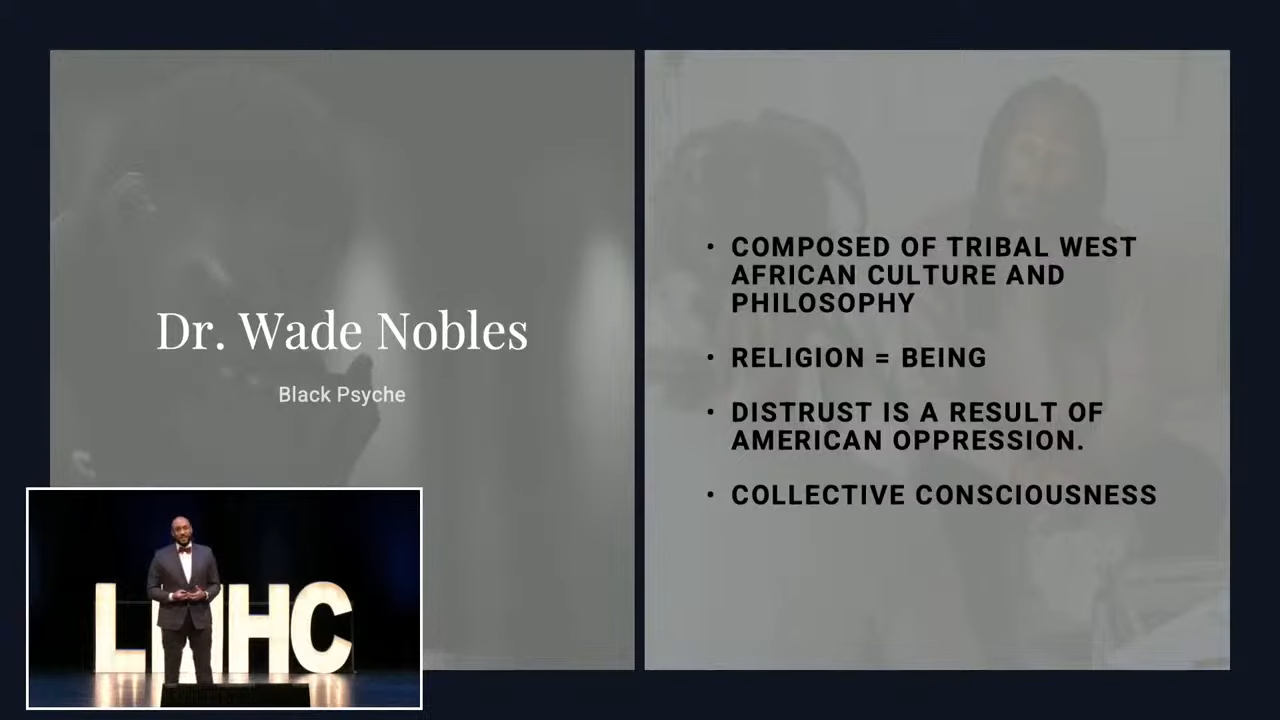 Dr. Wade Nobles
Black Psyche
• COMPOSED OF TRIBAL WEST
AFRICAN CULTURE AND
PHILOSOPHY
• RELIGION = BEING
• DISTRUST IS A RESULT OF
AMERICAN OPPRESSION.
• COLLECTIVE CONSCIOUSNESS
LMHC